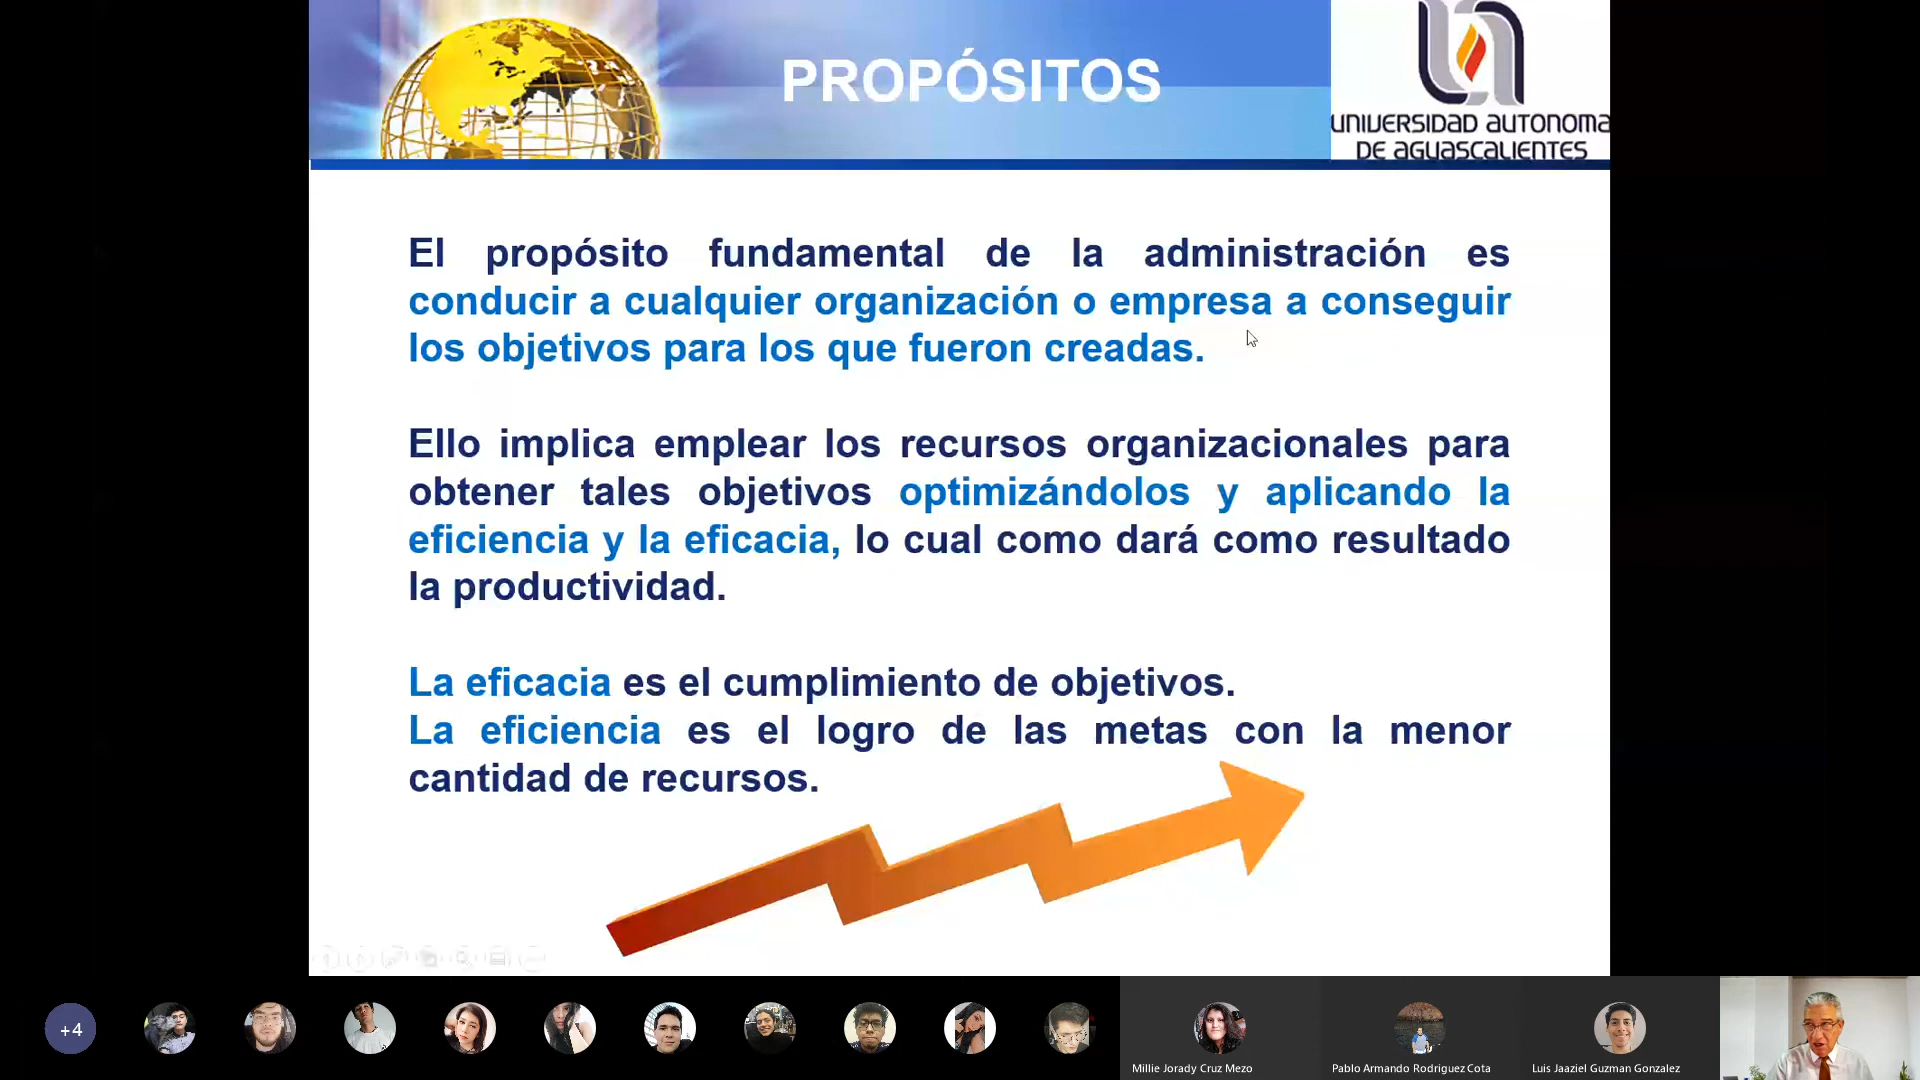 PROPÓSITOS
UNIVERSIDAD AUTONOMA
DE AGUASCALIENTES
El propósito fundamental de la administración es
conducir a cualquier organización o empresa a conseguir
los objetivos para los que fueron creadas.
Ello implica emplear los recursos organizacionales para
obtener tales objetivos optimizándolos y aplicando la
eficiencia y la eficacia, lo cual como dará como resultado
la productividad.
La eficacia es el cumplimiento de objetivos.
La eficiencia es el logro de las metas con la menor
cantidad de recursos.
+4
Millie Jorady Cruz Mezo
Pablo Armando Rodriguez Cota
Luis Jaaziel Guzman Gonzalez